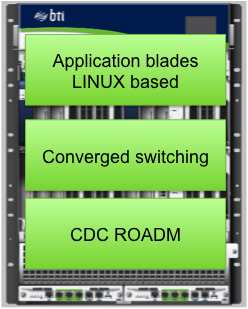 bti
Application blades
LINUX based
Converged switching
CDC ROADM